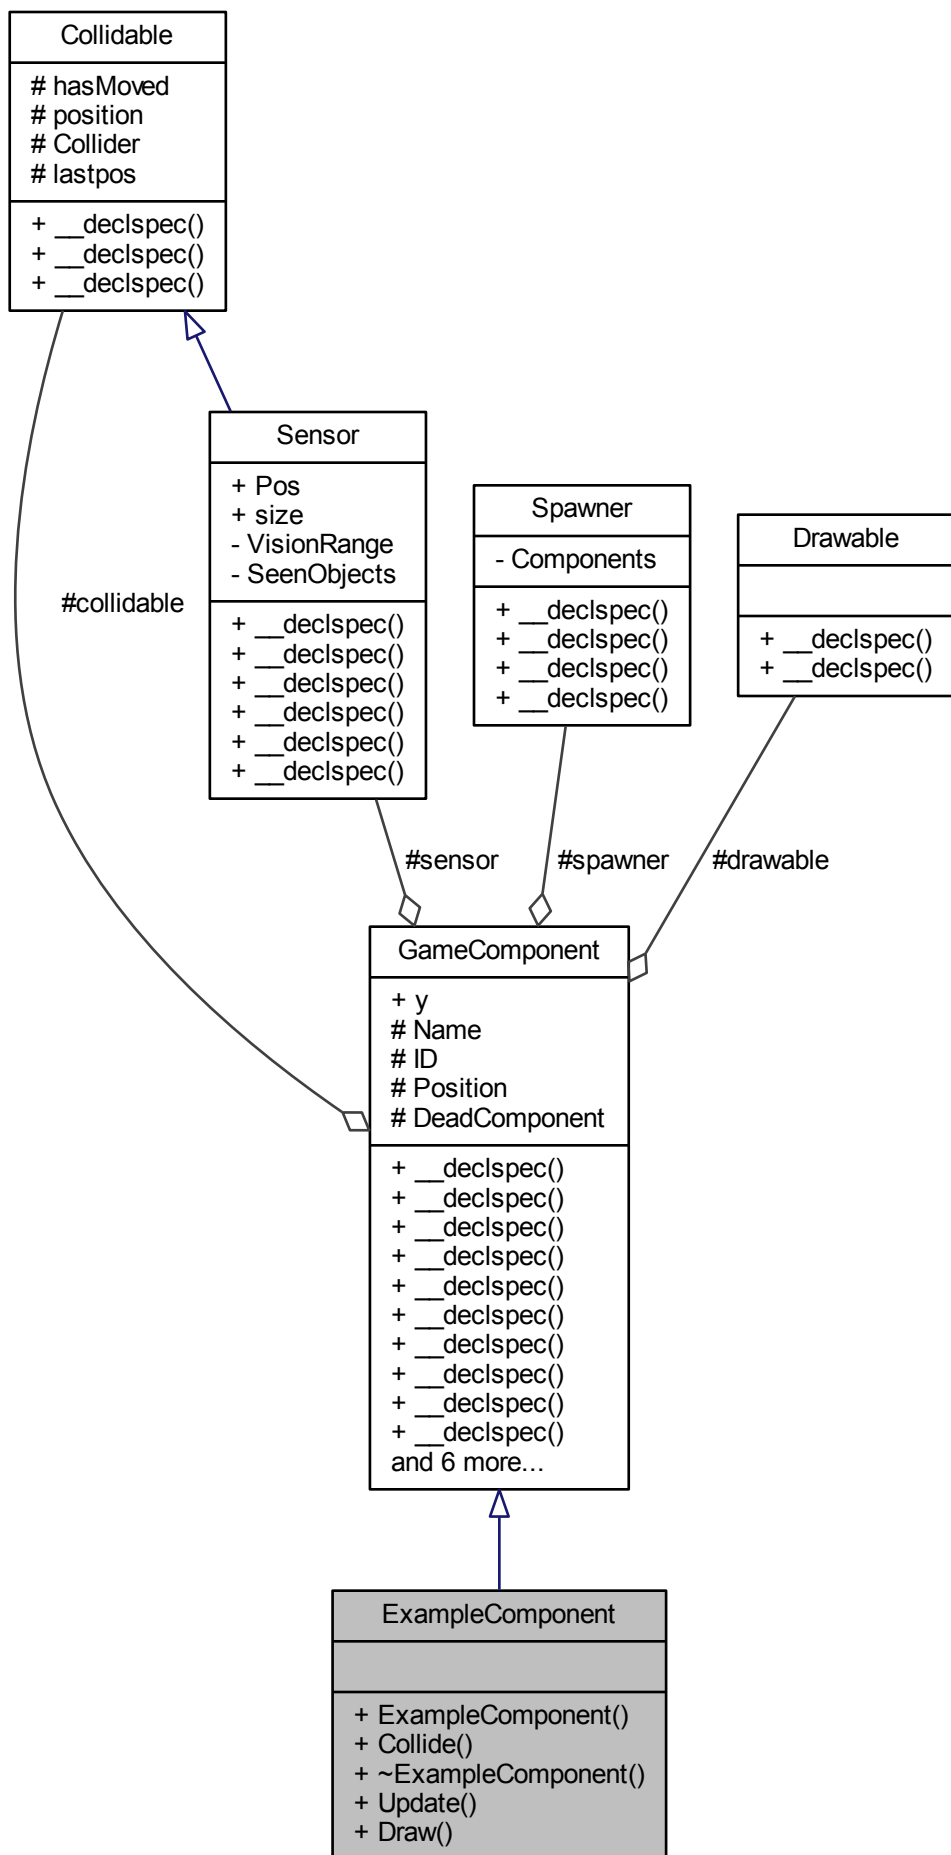 Collidable
# hasMoved
# position
# Collider
# lastpos
+ __declspec()
+ __declspec()
+ __declspec()
Sensor
+ Pos
+ size
- VisionRange
- SeenObjects
+ __declspec()
+ __declspec()
+ __declspec()
+ __declspec()
+ __declspec()
+ __declspec()
Spawner
- Components
+ __declspec()
+ __declspec()
+ __declspec()
+ __declspec()
Drawable
+ __declspec()
+ __declspec()
#collidable
#sensor
#spawner
#drawable
GameComponent
+ y
# Name
# ID
# Position
# DeadComponent
+ __declspec()
+ __declspec()
+ __declspec()
+ __declspec()
+ __declspec()
+ __declspec()
+ __declspec()
+ __declspec()
+ __declspec()
+ __declspec()
and 6 more...
ExampleComponent
+ ExampleComponent()
+ Collide()
+ ~ExampleComponent()
+ Update()
+ Draw()